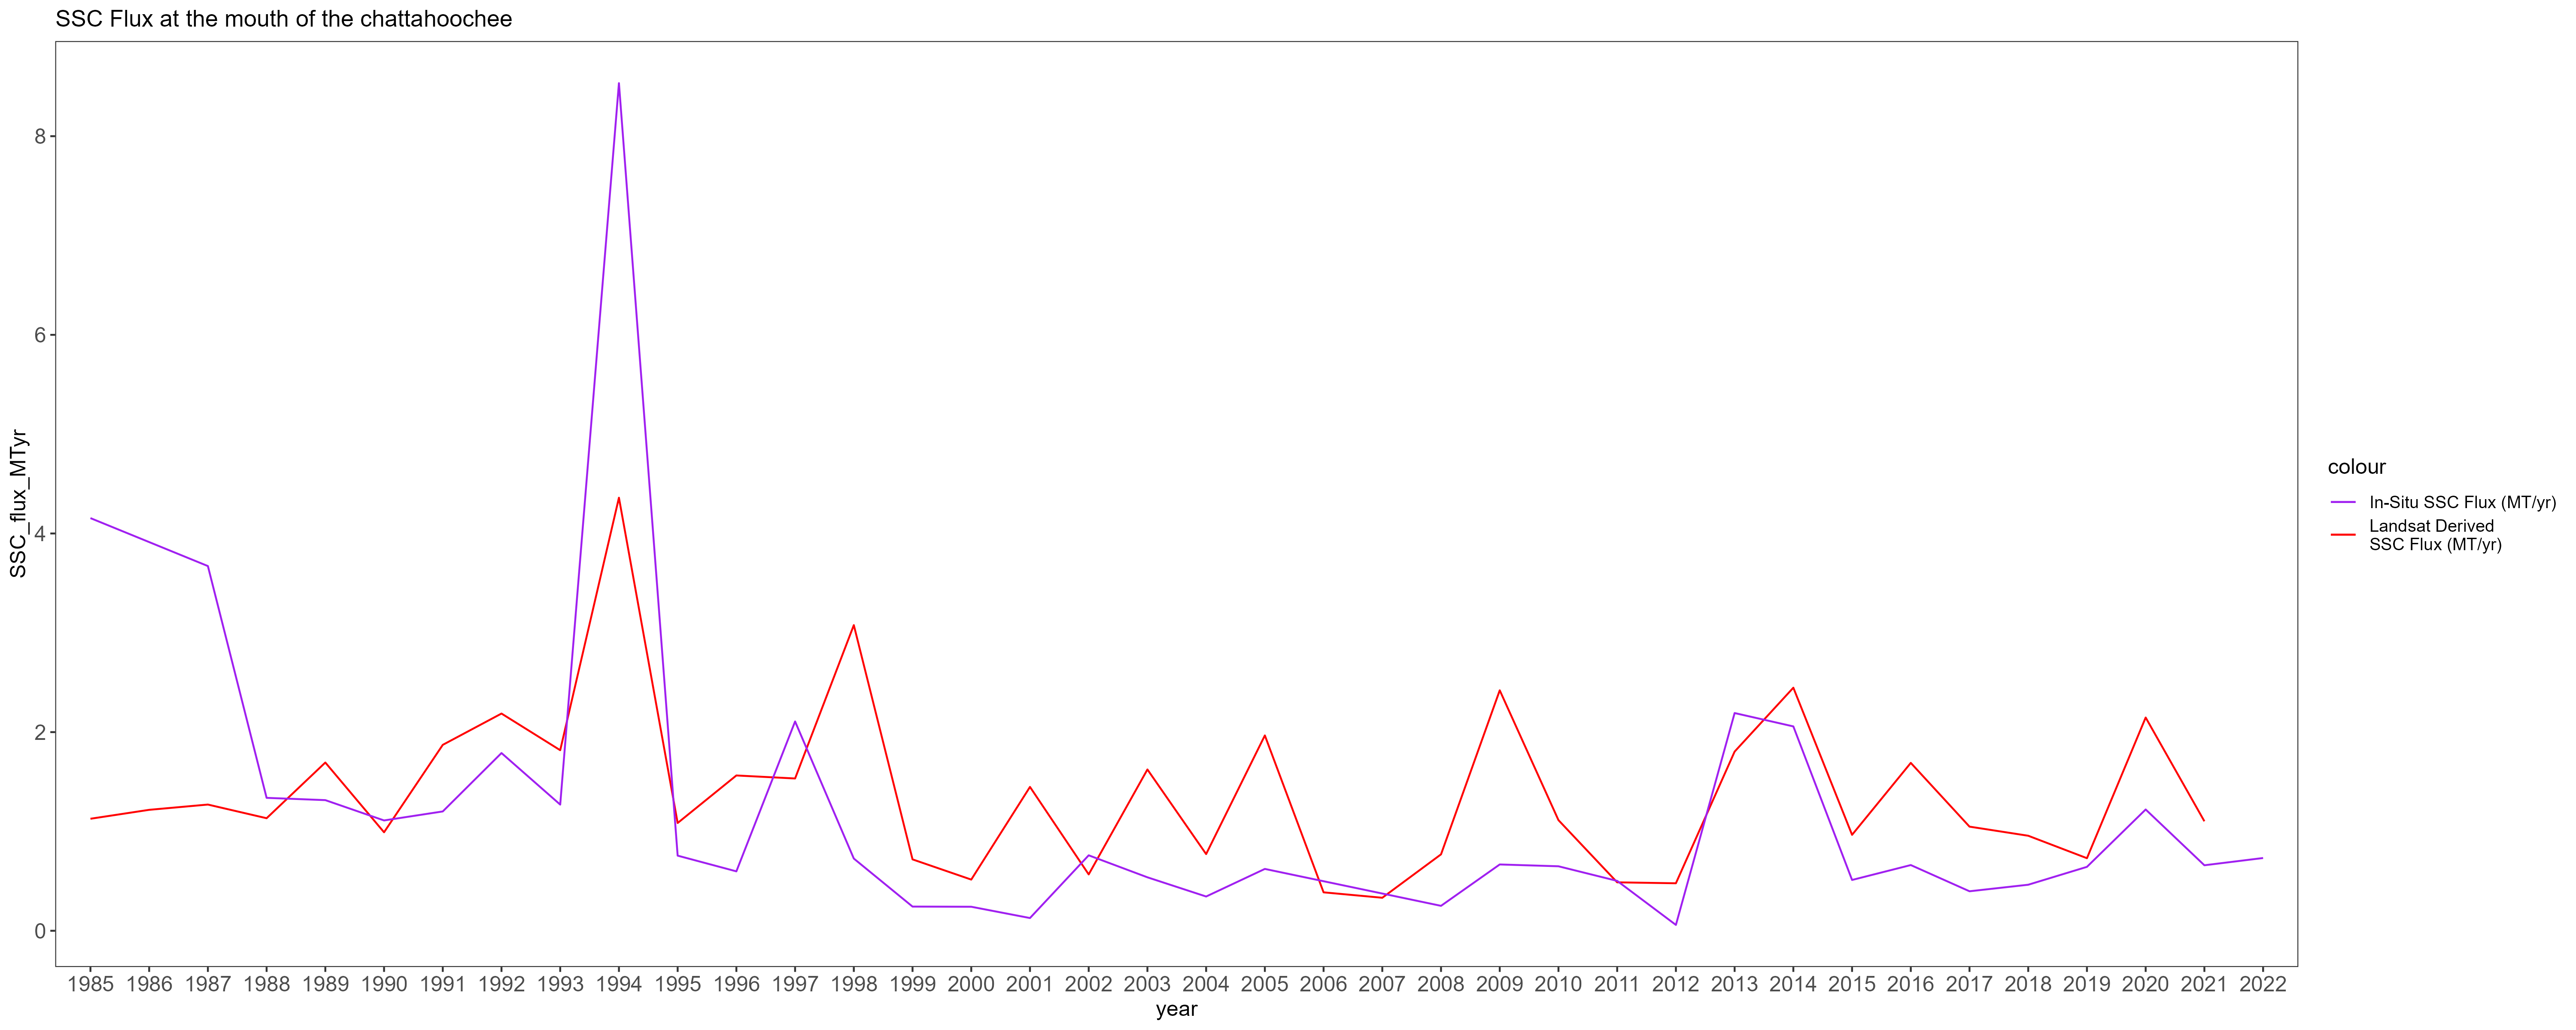 SSC Flux at the mouth of the chattahoochee
SSC_flux_MTyr
8
6
4
2
0
1985 1986 1987 1988 1989 1990 1991 1992 1993 1994 1995 1996 1997 1998 1999 2000 2001 2002 2003 2004 2005 2006 2007 2008 2009 2010 2011 2012 2013 2014 2015 2016 2017 2018 2019 2020 2021 2022
year
colour
In-Situ SSC Flux (MT/yr)
Landsat Derived
SSC Flux (MT/yr)